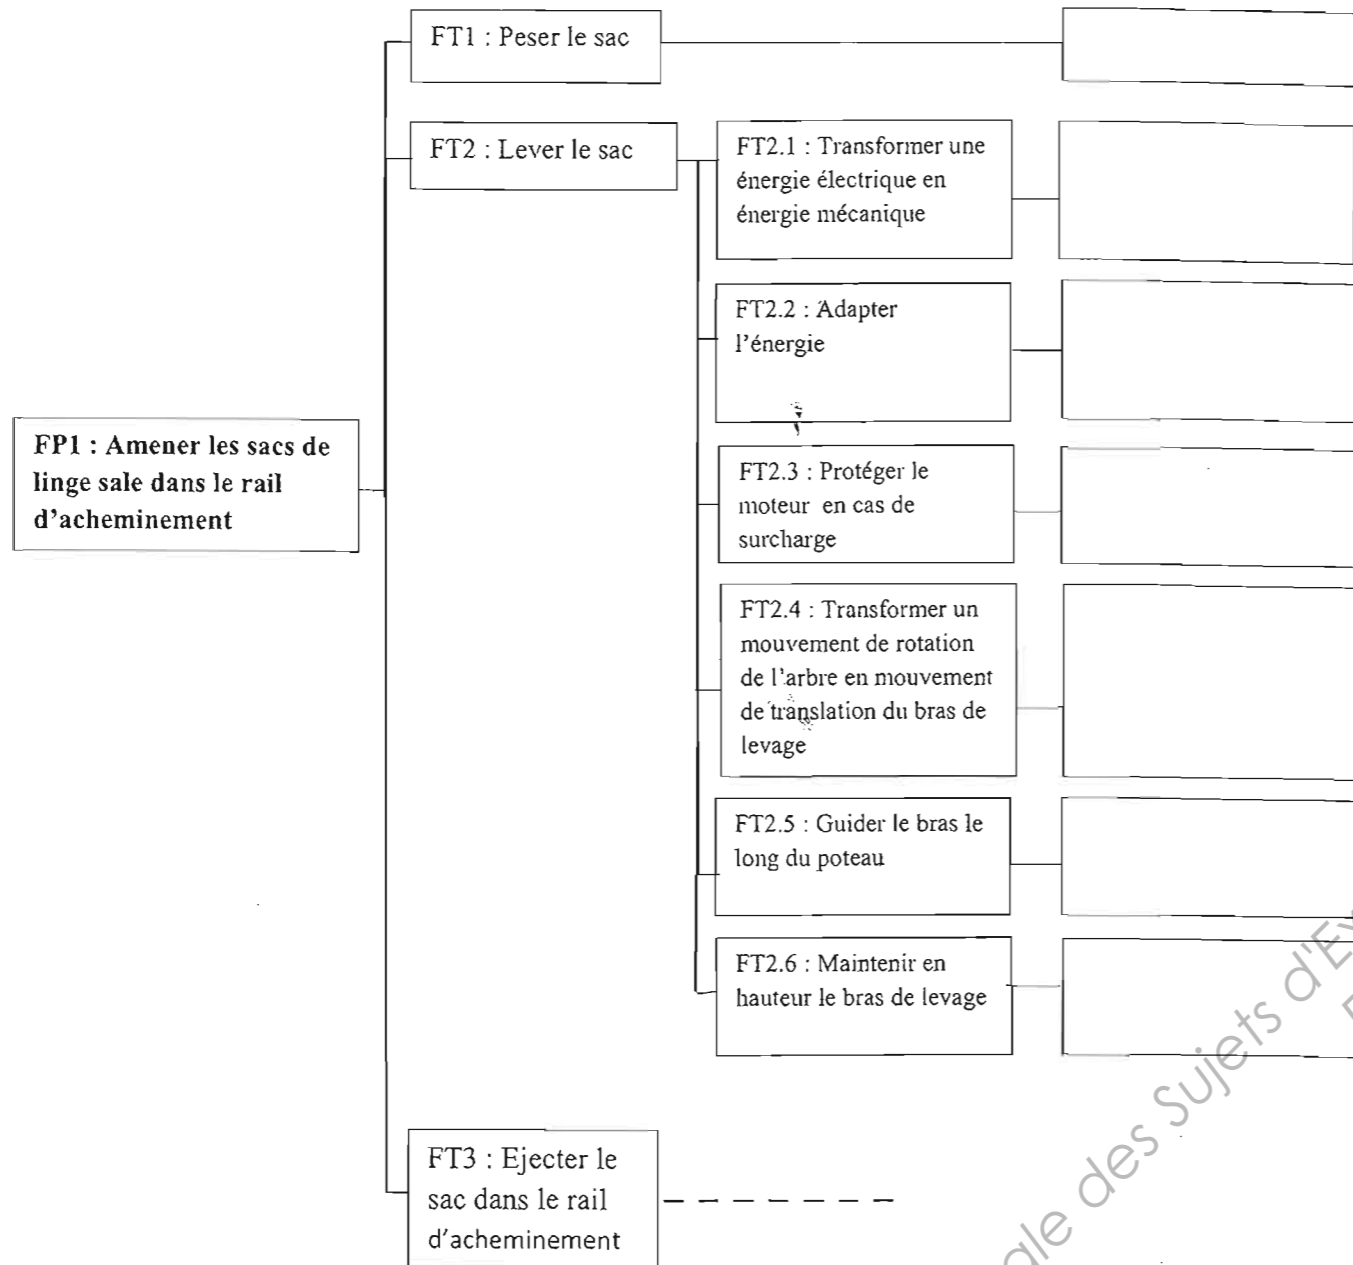 FT1 : Peser le sac
FT2 : Lever le sac
FT2.1 : Transformer une
énergie électrique en
énergie mécanique
FT2.2 : Adapter
l’énergie
FP1 : Amener les sacs de
linge sale dans le rail
d’acheminement
FT2.3 : Protéger le
moteur en cas de
surcharge
FT2.4 : Transformer un
mouvement de rotation
de l’arbre en mouvement
de translation du bras de
levage
FT2.5 : Guider le bras le
long du poteau
FT2.6 : Maintenir en
hauteur le bras de levage
FT3 : Ejecter le
sac dans le rail
d’acheminement
des Sujets